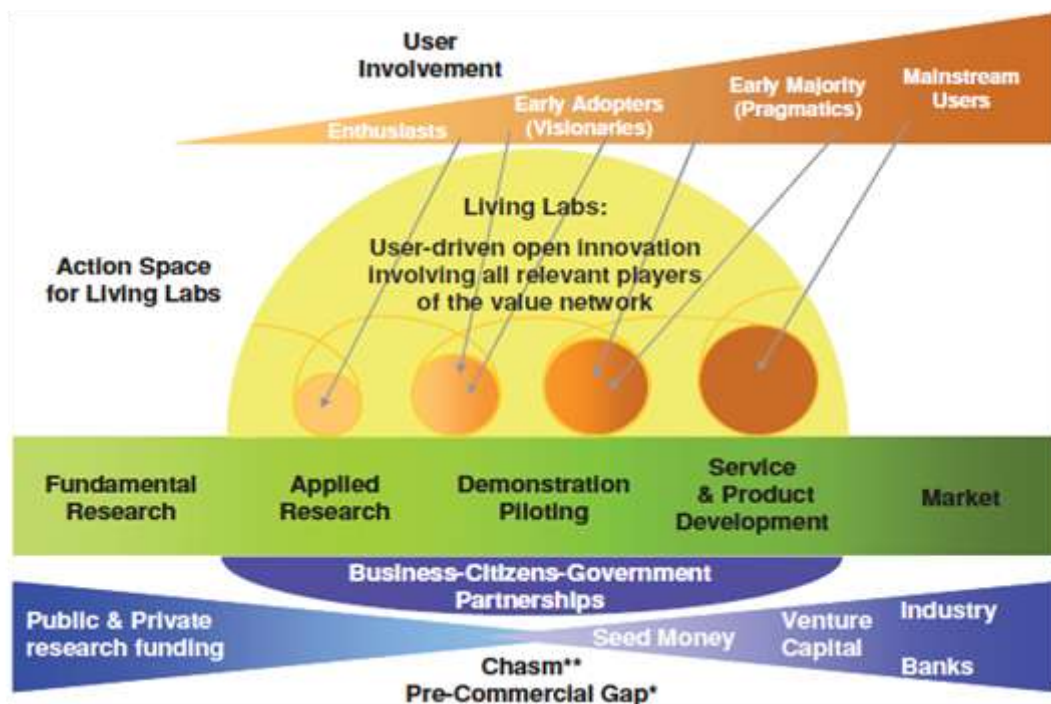 User
Involvement
Enthusiasts
Early Adopters
(Visionaries)
Early Majority
(Pragmatics)
Mainstream
Users
Living Labs:
User-driven open innovation
involving all relevant players
of the value network
Action Space
for Living Labs
Fundamental
Research
Applied
Research
Demonstration
Piloting
Service
& Product
Development
Market
Business-Citizens-Government
Partnerships
Public & Private
research funding
Seed Money
Venture
Capital
Industry
Banks
Chasm**
Pre-Commercial Gap*